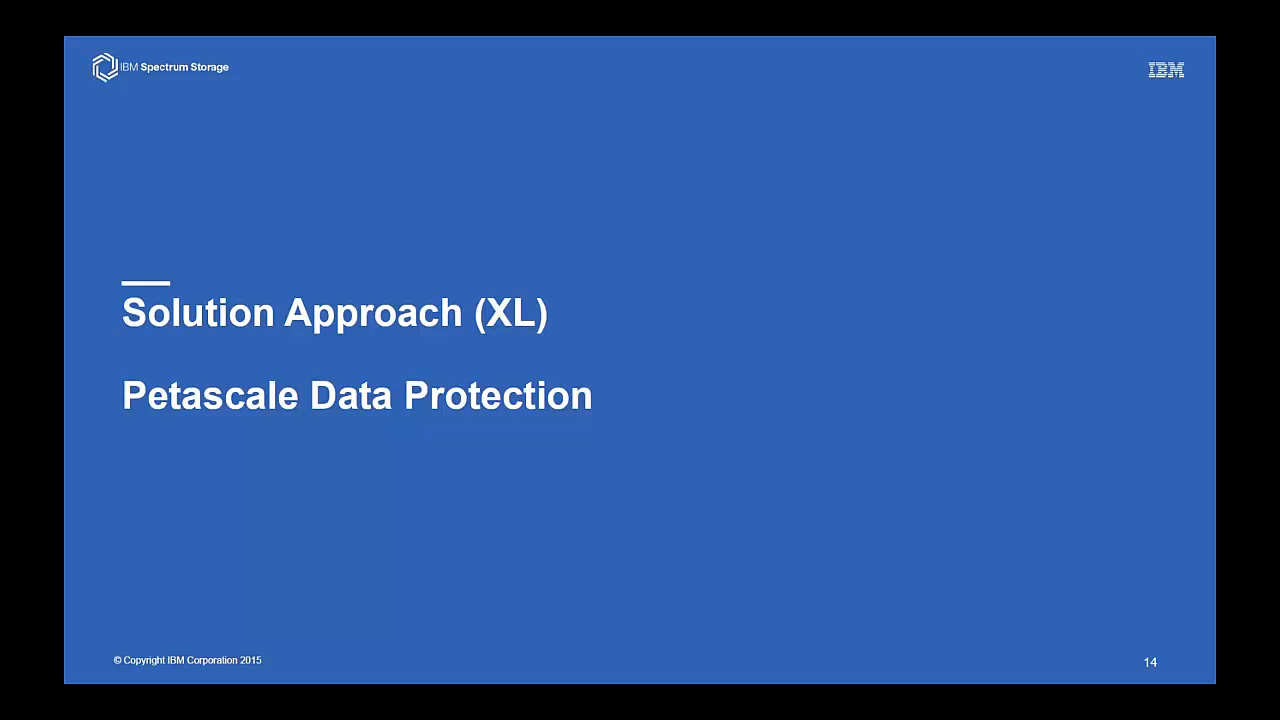 IBM Spectrum Storage
IBM
Solution Approach (XL)
Petascale Data Protection
© Copyright IBM Corporation 2015
14